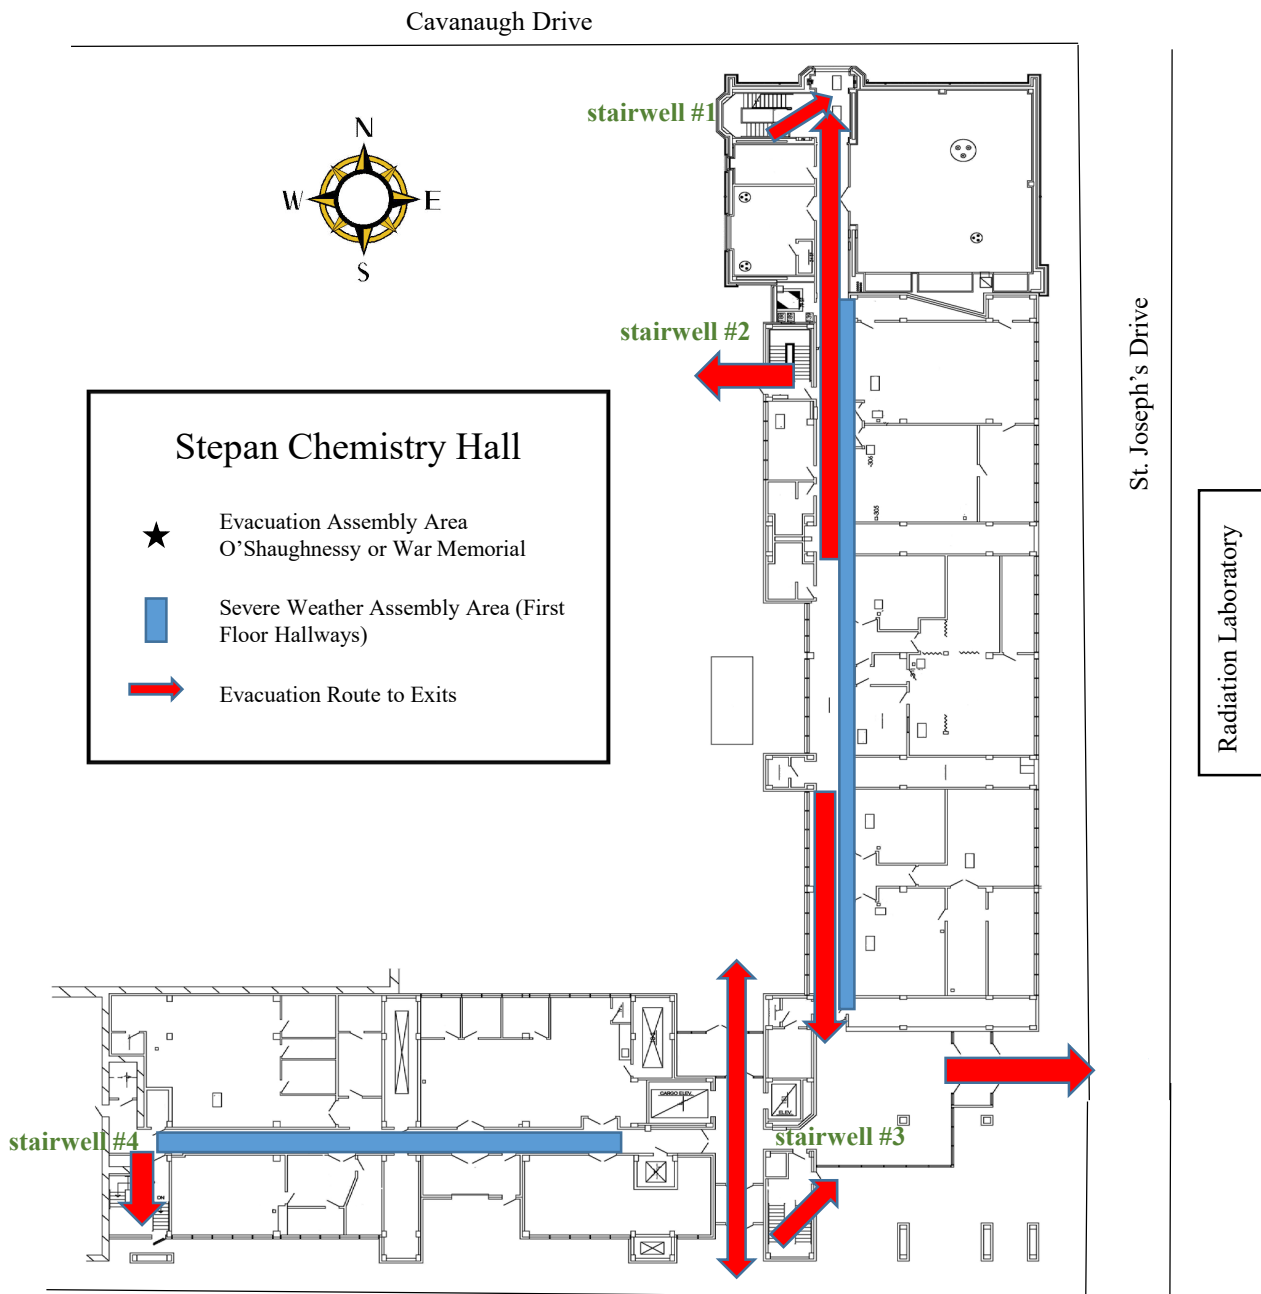 Cavanaugh Drive
stairwell #1
N
W E
S
stairwell #2
St. Joseph's Drive
Stepan Chemistry Hall
Evacuation Assembly Area
O'Shaughnessy or War Memorial
Severe Weather Assembly Area (First
Floor Hallways)
Evacuation Route to Exits
Radiation Laboratory
CARGO ELEV.
ELEV.
stairwell #3
stairwell #4
DN